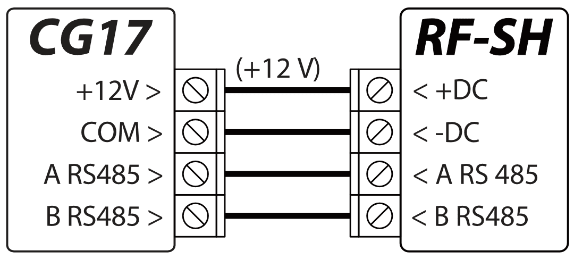 CG17
RF-SH
(+12 V)
+12V >
< +DC
COM >
< -DC
A RS485 >
< A RS 485
B RS485 >
< B RS485